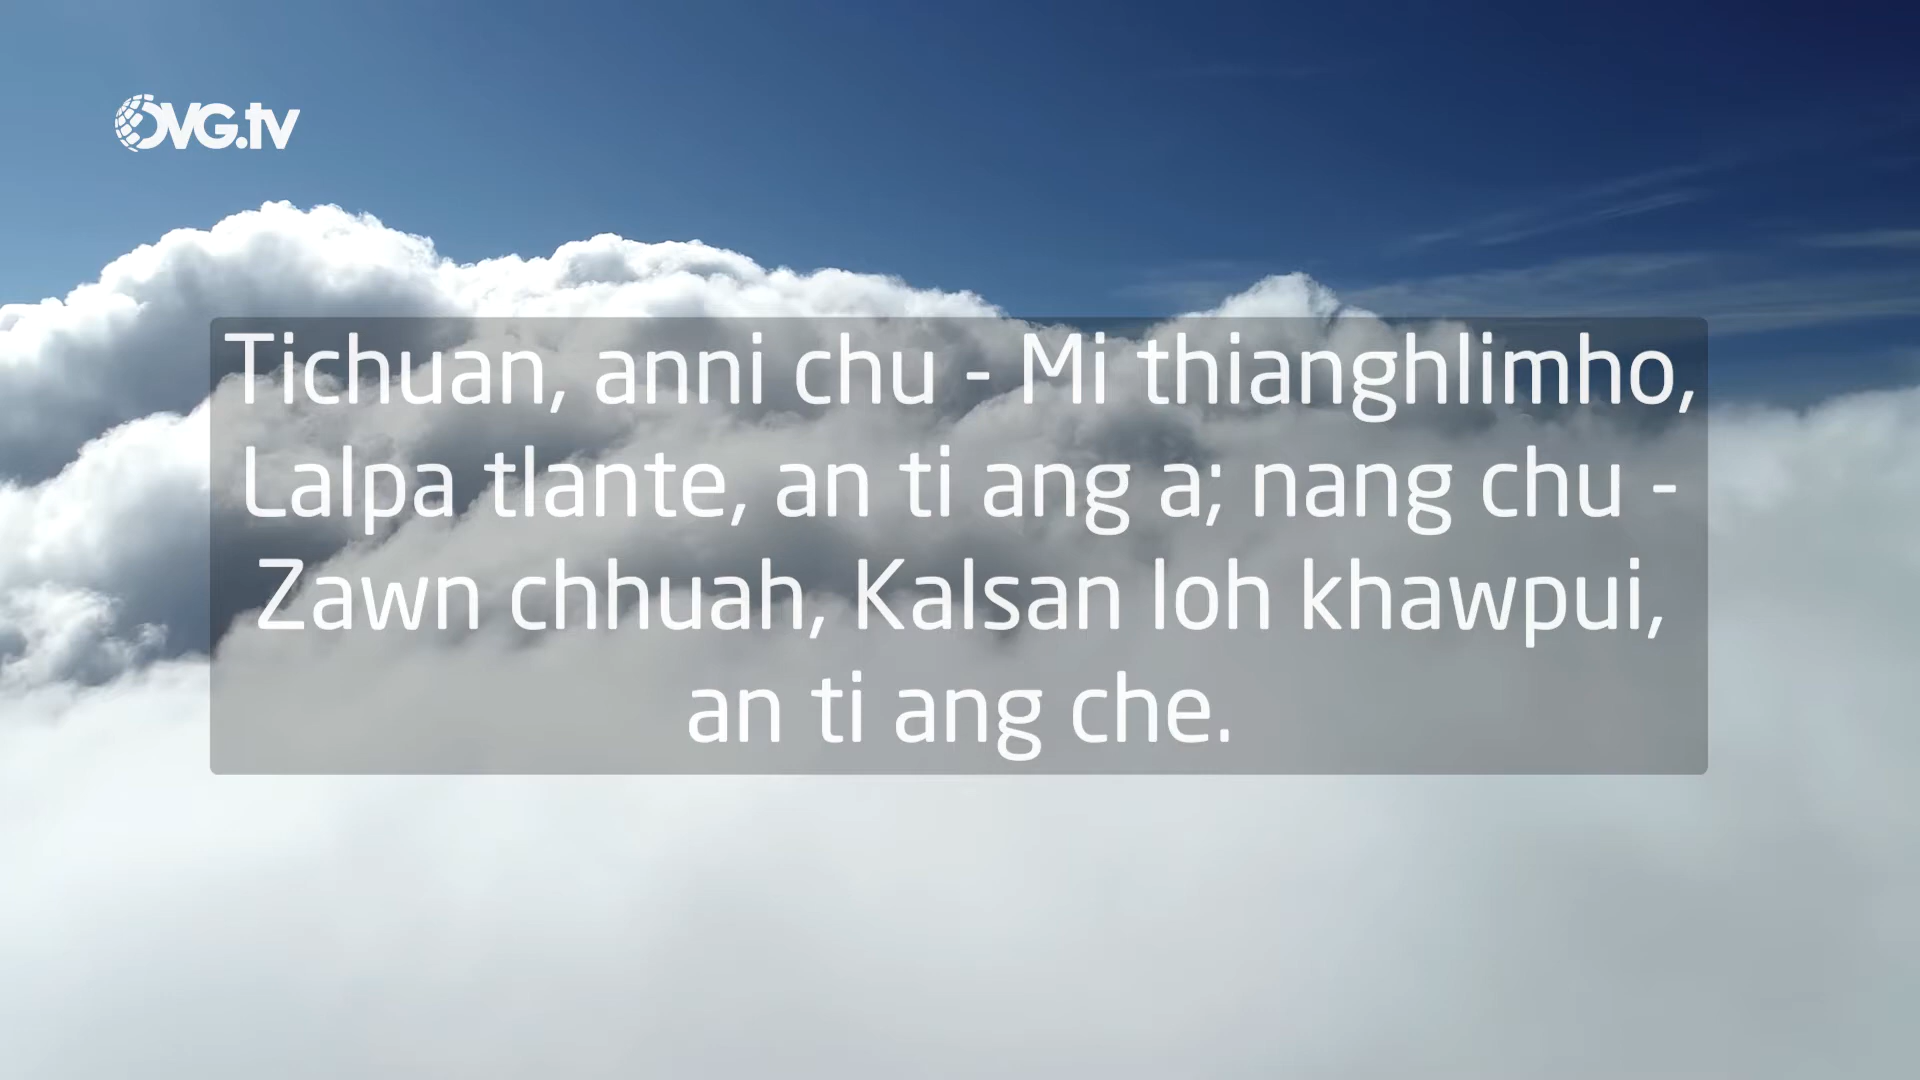 OVG.tv
Tichuan, anni chu - Mi thianghlimho,
Lalpa tlante, an ti ang a; nang chu -
Zawn chhuah, Kalsan loh khawpui,
an ti ang che.